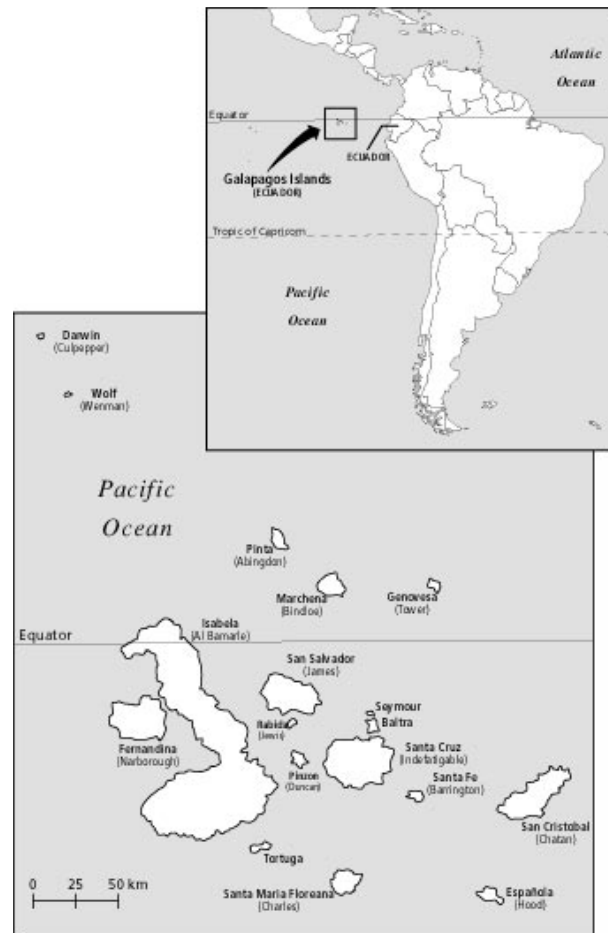 Atlantic
Ocean
Equator
ECUADOR
Galapagos Islands
(ECUADOR)
Tropic of Capricorn
Pacific
Ocean
Darwin
(Culpepper)
Wolf
(Wenman)
Pacific
Ocean
Pinta
(Abingdon)
Marchena
(Bindloe)
Genovesa
(Tower)
Isabela
(Al Bamarle)
Equator
San Salvador
(James)
Rabida
(Jewis)
Seymour
Baltra
Fernandina
(Narborough)
Pinzon
(Duncan)
Santa Cruz
(Indefatigable)
Santa Fe
(Barrington)
San Cristobal
(Chatan)
Tortuga
0 25 50 km
Santa Maria Floreana
(Charles)
Española
(Hood)